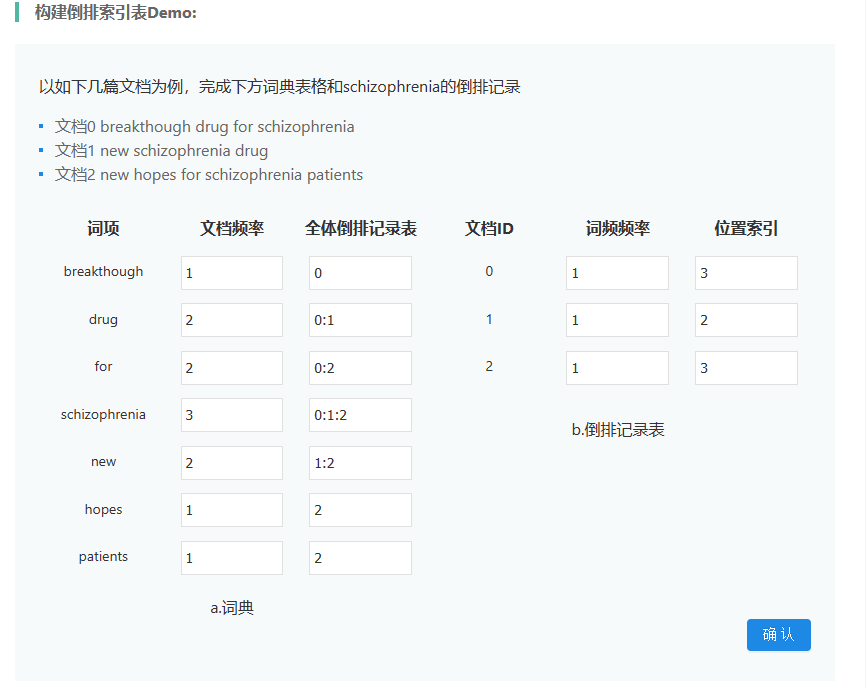 构建倒排索引表Demo:
以如下几篇文档为例，完成下方词典表格和schizophrenia的倒排记录
文档0 breakthough drug for schizophrenia
文档1 new schizophrenia drug
文档2 new hopes for schizophrenia patients
词项 文档频率 全体倒排记录表 文档ID 词频频率 位置索引
breakthough 1 0 0 1 3
drug 2 0:1 1 1 2
for 2 0:2 2 1 3
schizophrenia 3 0:1:2
b.倒排记录表
new 2 1:2
hopes 1 2
patients 1 2
a.词典
确 认